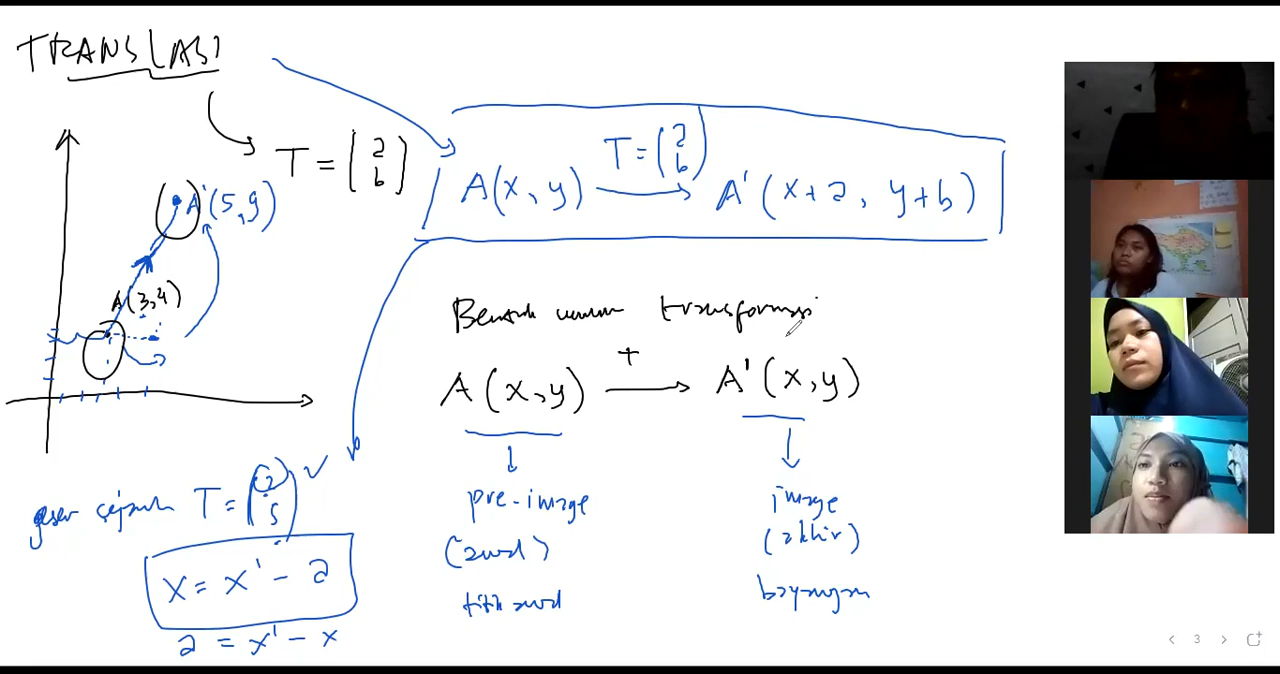 TRANSLASI
T = (a b)
A(x, y) T = (a b) → A'(x+a, y+b)
A'(5,9)
A(3,4)
Bentuk umum transformasi
A(x,y) T → A'(x,y)
pre-image
(awal)
titik awal
image
(akhir)
bayangan
geser sejauh T = (2 5) ✓
x = x' - a
a = x' - x
3